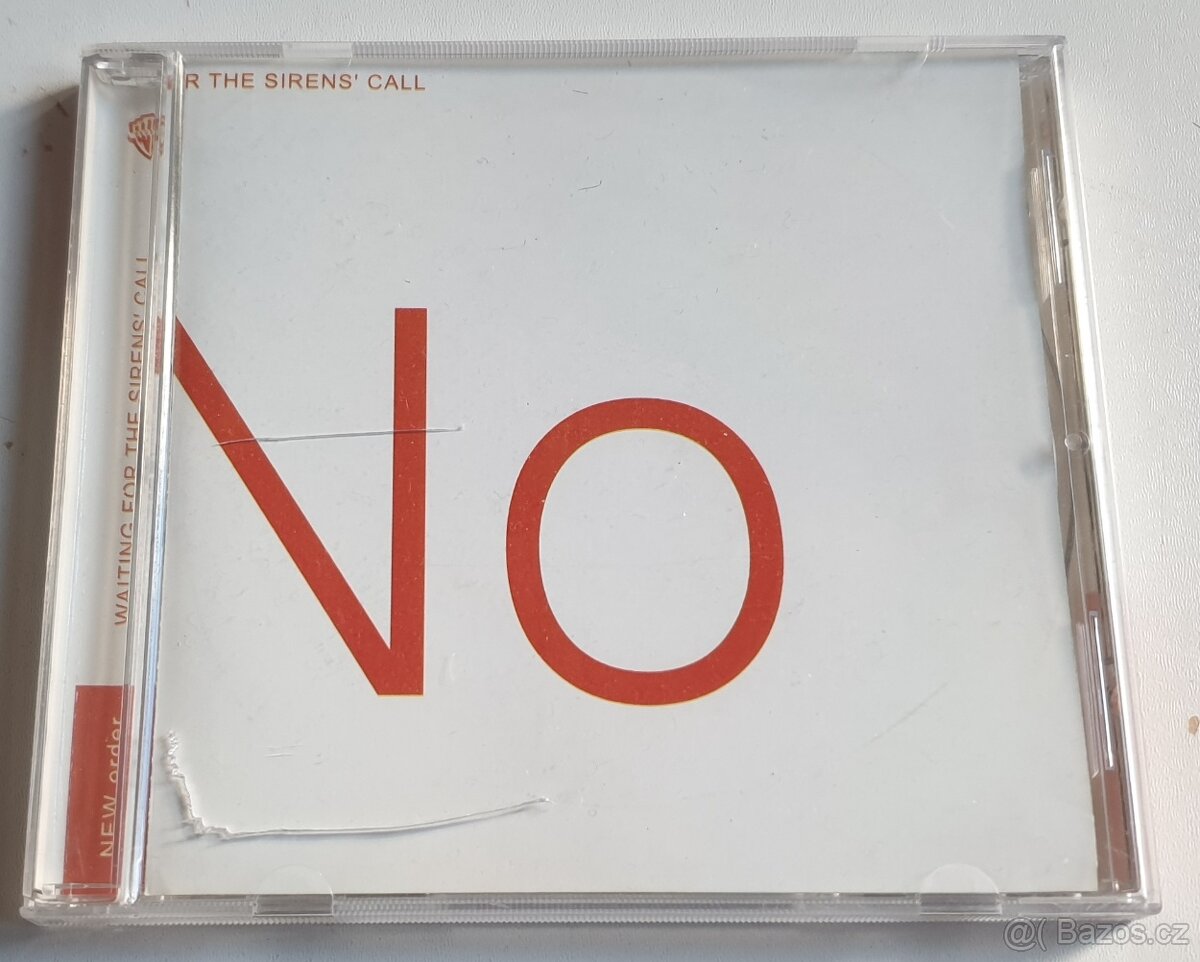 R THE SIRENS' CALL
WAITING FOR THE SIRENS' CALL
No
NEW order
@( Bazos.cz